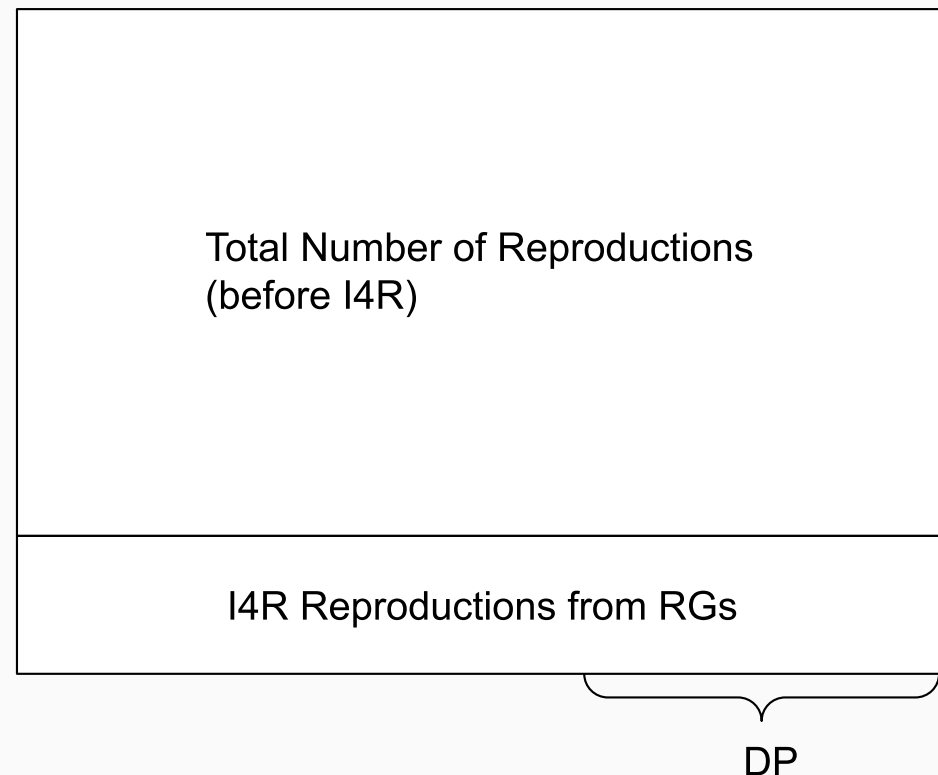 Total Number of Reproductions
(before I4R)
I4R Reproductions from RGs
DP